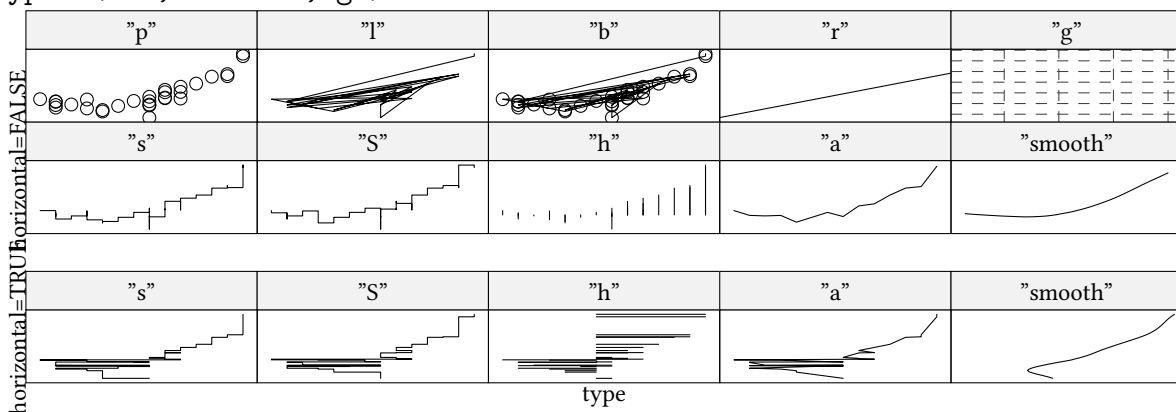 "p" "l" "b" "r" "g"
horizontal=FALSE
"s" "S" "h" "a" "smooth"
horizontal=TRUE
"s" "S" "h" "a" "smooth"
type